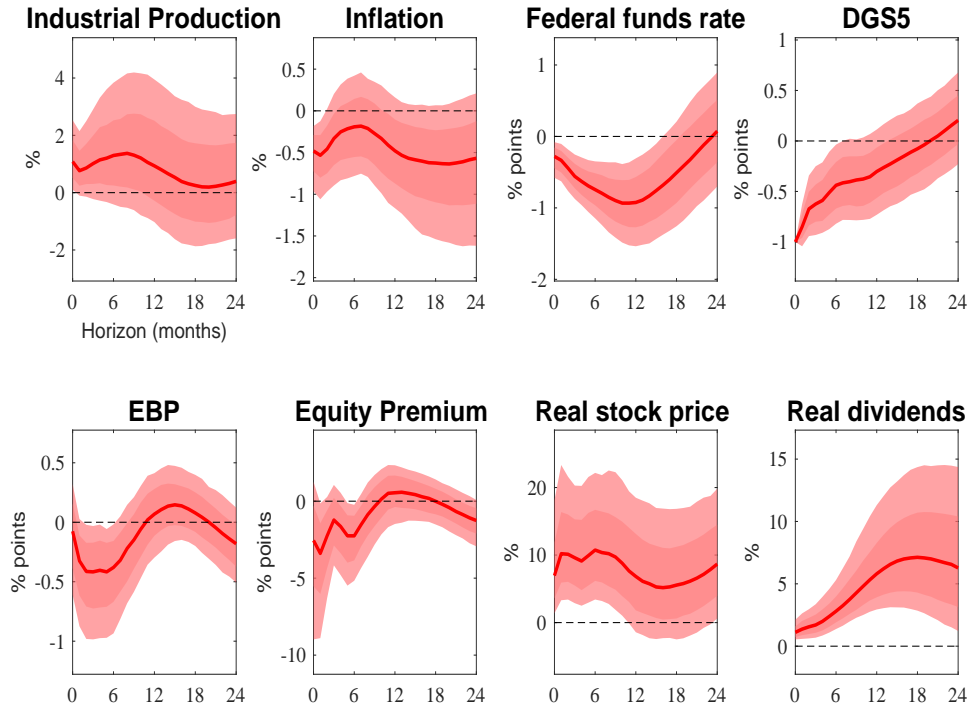 Industrial Production
%
4
2
0
-2
0 6 12 18 24
Horizon (months)
Inflation
%
0.5
0
-0.5
-1
-1.5
-2
0 6 12 18 24
Federal funds rate
% points
1
0
-1
-2
0 6 12 18 24
DGS5
% points
1
0.5
0
-0.5
-1
0 6 12 18 24
EBP
% points
0.5
0
-0.5
-1
0 6 12 18 24
Equity Premium
% points
0
-5
-10
0 6 12 18 24
Real stock price
%
20
10
0
0 6 12 18 24
Real dividends
%
15
10
5
0
0 6 12 18 24